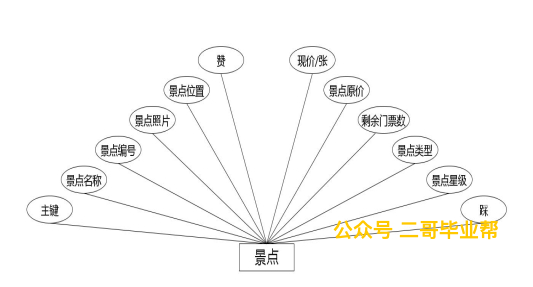 赞
现价/张
景点位置
景点原价
景点照片
剩余门票数
景点编号
景点类型
景点名称
景点星级
主键
踩
公众号 二哥毕业帮
景点